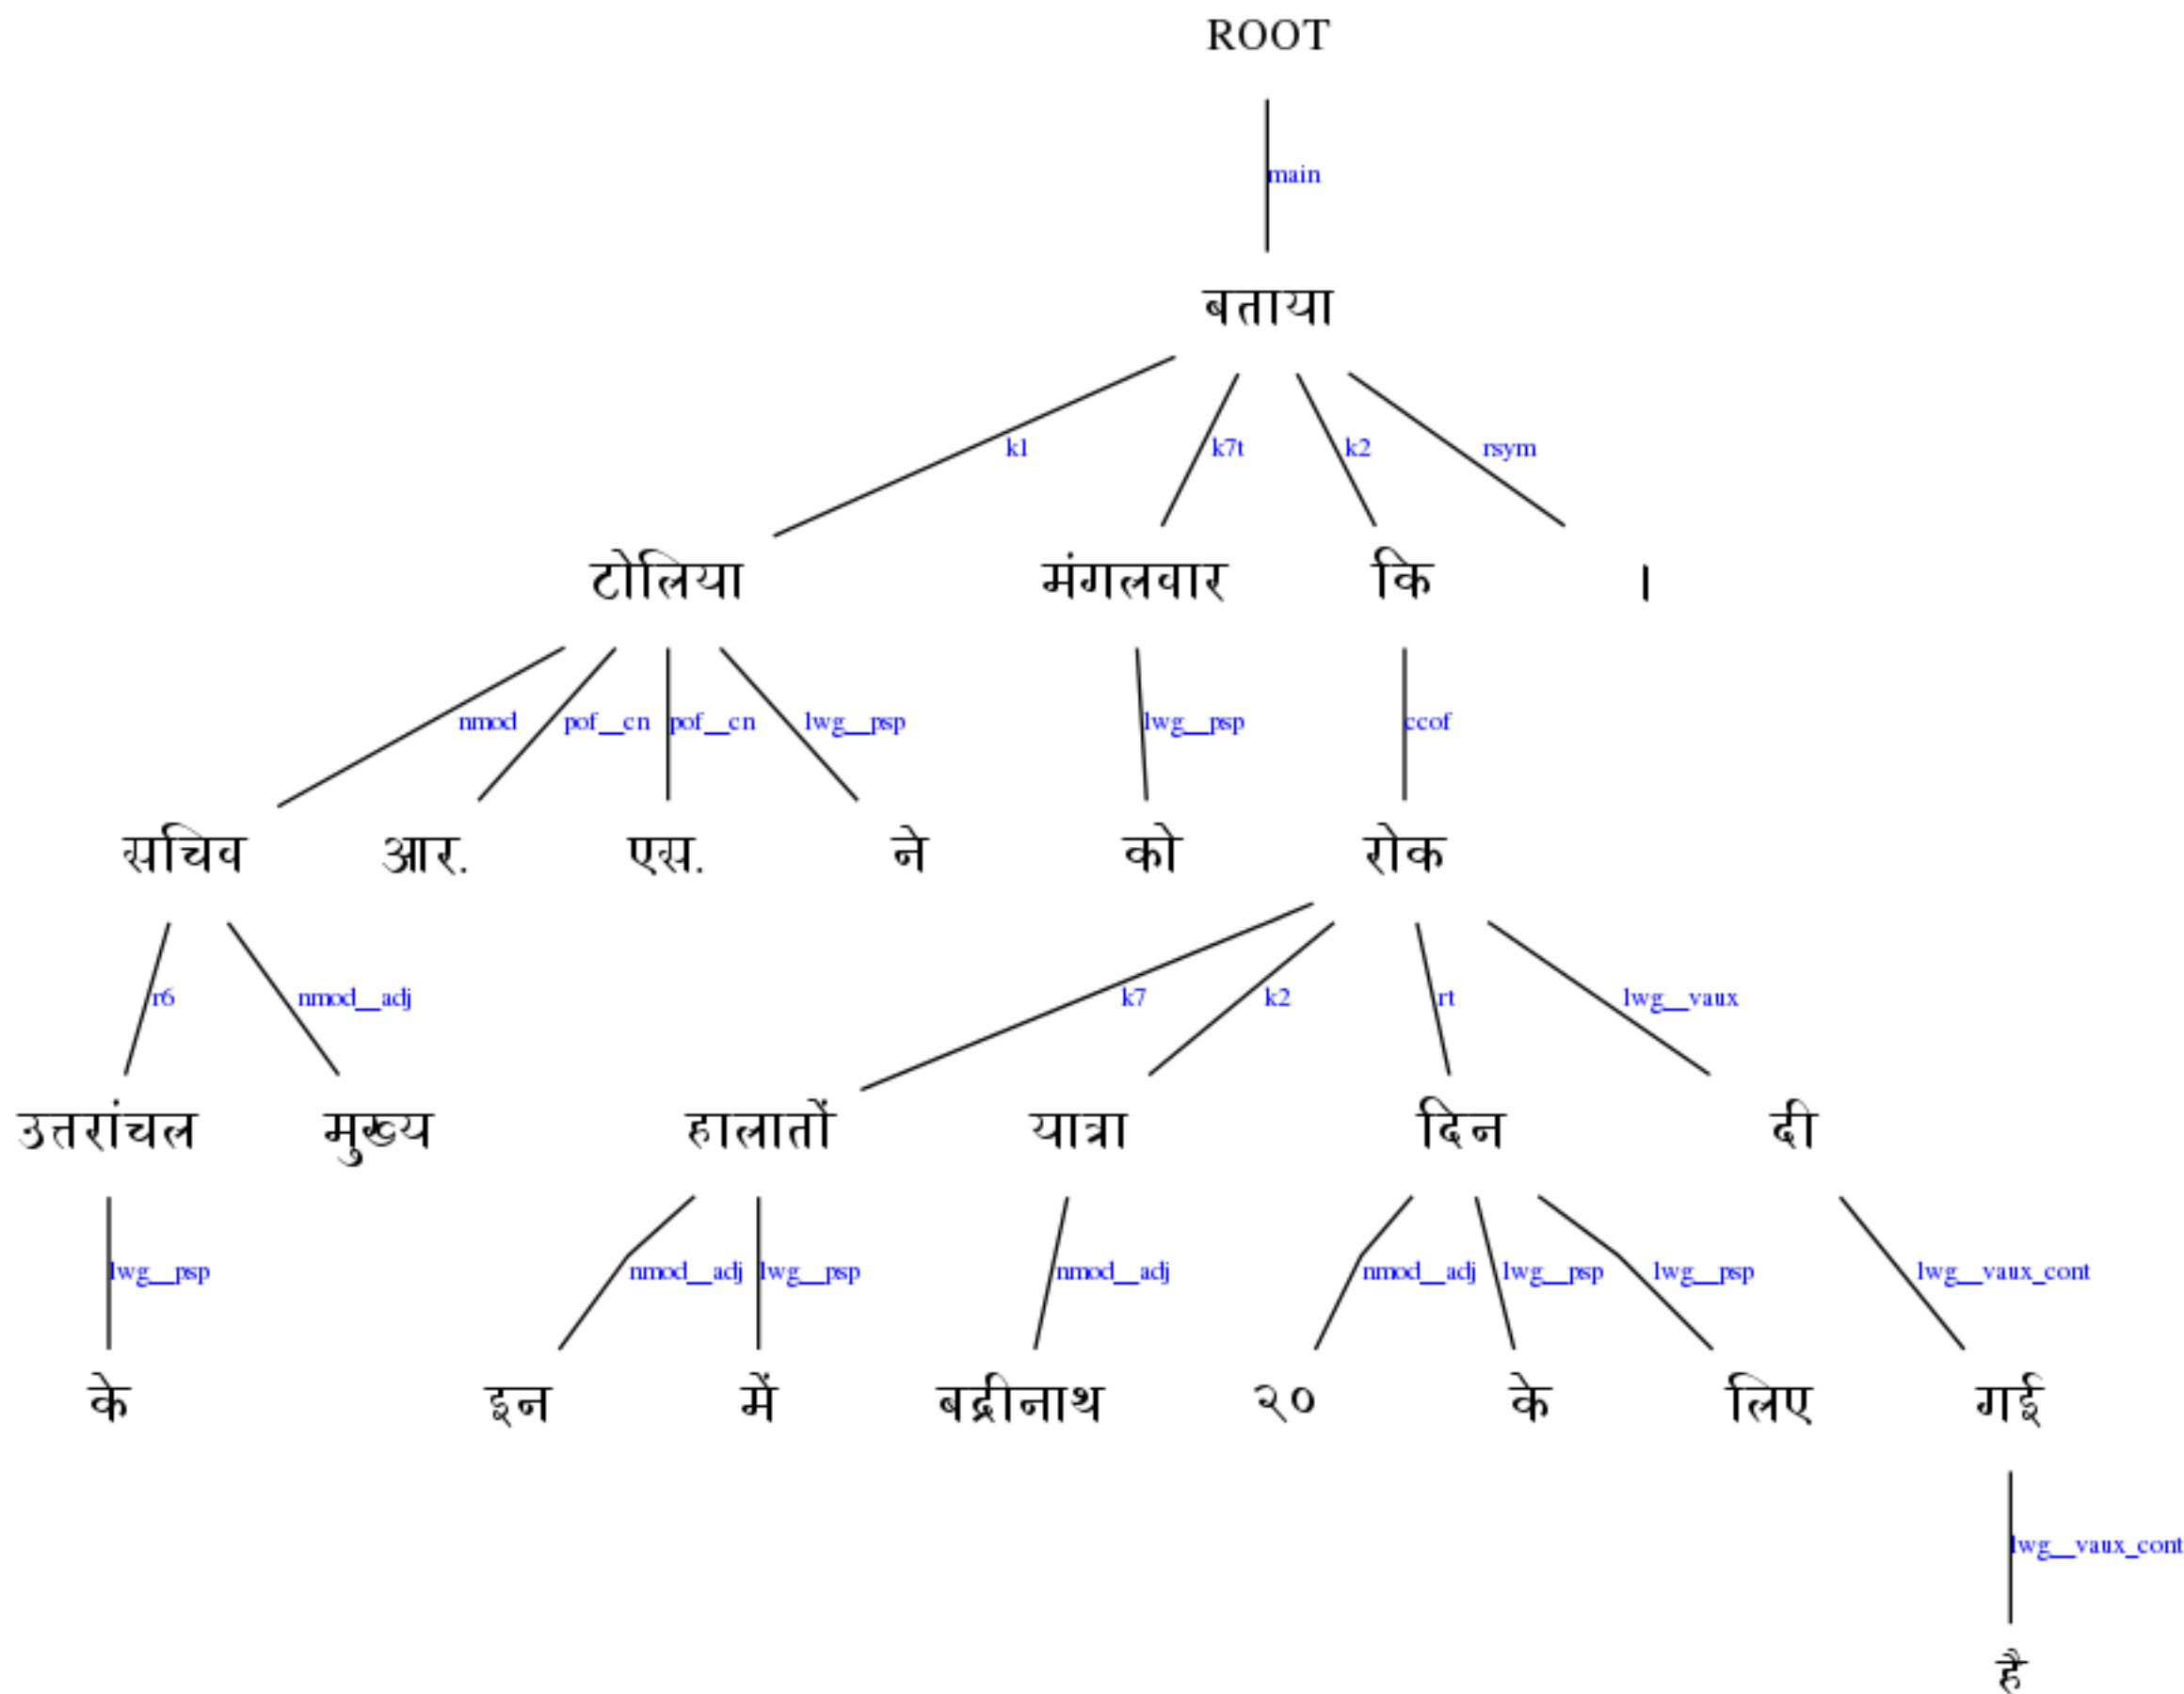 ROOT
main
बताया
k1 k7t k2 rsym
टोलिया मंगलवार कि ।
nmod pof__cn pof__cn lwg__psp lwg__psp ccof
सचिव आर. एस. ने को रोक
r6 nmod__adj k7 k2 rt lwg__vaux
उत्तरांचल मुख्य हालातों यात्रा दिन दी
lwg__psp nmod__adj lwg__psp nmod__adj nmod__adj lwg__psp lwg__psp lwg__vaux_cont
के इन में बद्रीनाथ २० के लिए गई
lwg__vaux_cont
है